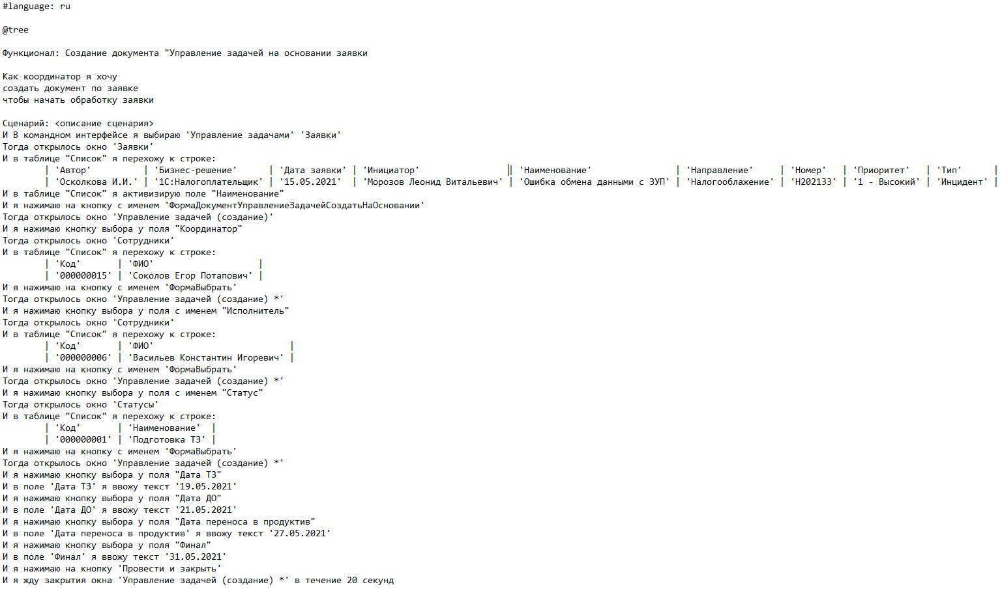 #language: ru
@tree
Функционал: Создание документа "Управление задачей на основании заявки
Как координатор я хочу
создать документ по заявке
чтобы начать обработку заявки
Сценарий: <описание сценария>
И В командном интерфейсе я выбираю 'Управление задачами' 'Заявки'
Тогда открылось окно 'Заявки'
И в таблице "Список" я перехожу к строке:
| 'Автор' | 'Бизнес-решение' | 'Дата заявки' | 'Инициатор' | 'Наименование' | 'Направление' | 'Номер' | 'Приоритет' | 'Тип' |
| 'Осколкова И.И.' | '1С:Налогоплательщик' | '15.05.2021' | 'Морозов Леонид Витальевич' | 'Ошибка обмена данными с ЗУП' | 'Налогообложение' | 'Н202133' | '1 - Высокий' | 'Инцидент' |
И в таблице "Список" я активизирую поле "Наименование"
И я нажимаю на кнопку с именем 'ФормаДокументУправлениеЗадачейСоздатьНаОсновании'
Тогда открылось окно 'Управление задачей (создание)'
И я нажимаю кнопку выбора у поля "Координатор"
Тогда открылось окно 'Сотрудники'
И в таблице "Список" я перехожу к строке:
| 'Код' | 'ФИО' |
| '000000015' | 'Соколов Егор Потапович' |
И я нажимаю на кнопку с именем 'ФормаВыбрать'
Тогда открылось окно 'Управление задачей (создание) *'
И я нажимаю кнопку выбора у поля с именем "Исполнитель"
Тогда открылось окно 'Сотрудники'
И в таблице "Список" я перехожу к строке:
| 'Код' | 'ФИО' |
| '000000006' | 'Васильев Константин Игоревич' |
И я нажимаю на кнопку с именем 'ФормаВыбрать'
Тогда открылось окно 'Управление задачей (создание) *'
И я нажимаю кнопку выбора у поля с именем "Статус"
Тогда открылось окно 'Статусы'
И в таблице "Список" я перехожу к строке:
| 'Код' | 'Наименование' |
| '000000001' | 'Подготовка ТЗ' |
И я нажимаю на кнопку с именем 'ФормаВыбрать'
Тогда открылось окно 'Управление задачей (создание) *'
И я нажимаю кнопку выбора у поля "Дата ТЗ"
И в поле 'Дата ТЗ' я ввожу текст '19.05.2021'
И я нажимаю кнопку выбора у поля "Дата ДО"
И в поле 'Дата ДО' я ввожу текст '21.05.2021'
И я нажимаю кнопку выбора у поля "Дата переноса в продуктив"
И в поле 'Дата переноса в продуктив' я ввожу текст '27.05.2021'
И я нажимаю кнопку выбора у поля "Финал"
И в поле 'Финал' я ввожу текст '31.05.2021'
И я нажимаю на кнопку 'Провести и закрыть'
И я жду закрытия окна 'Управление задачей (создание) *' в течение 20 секунд